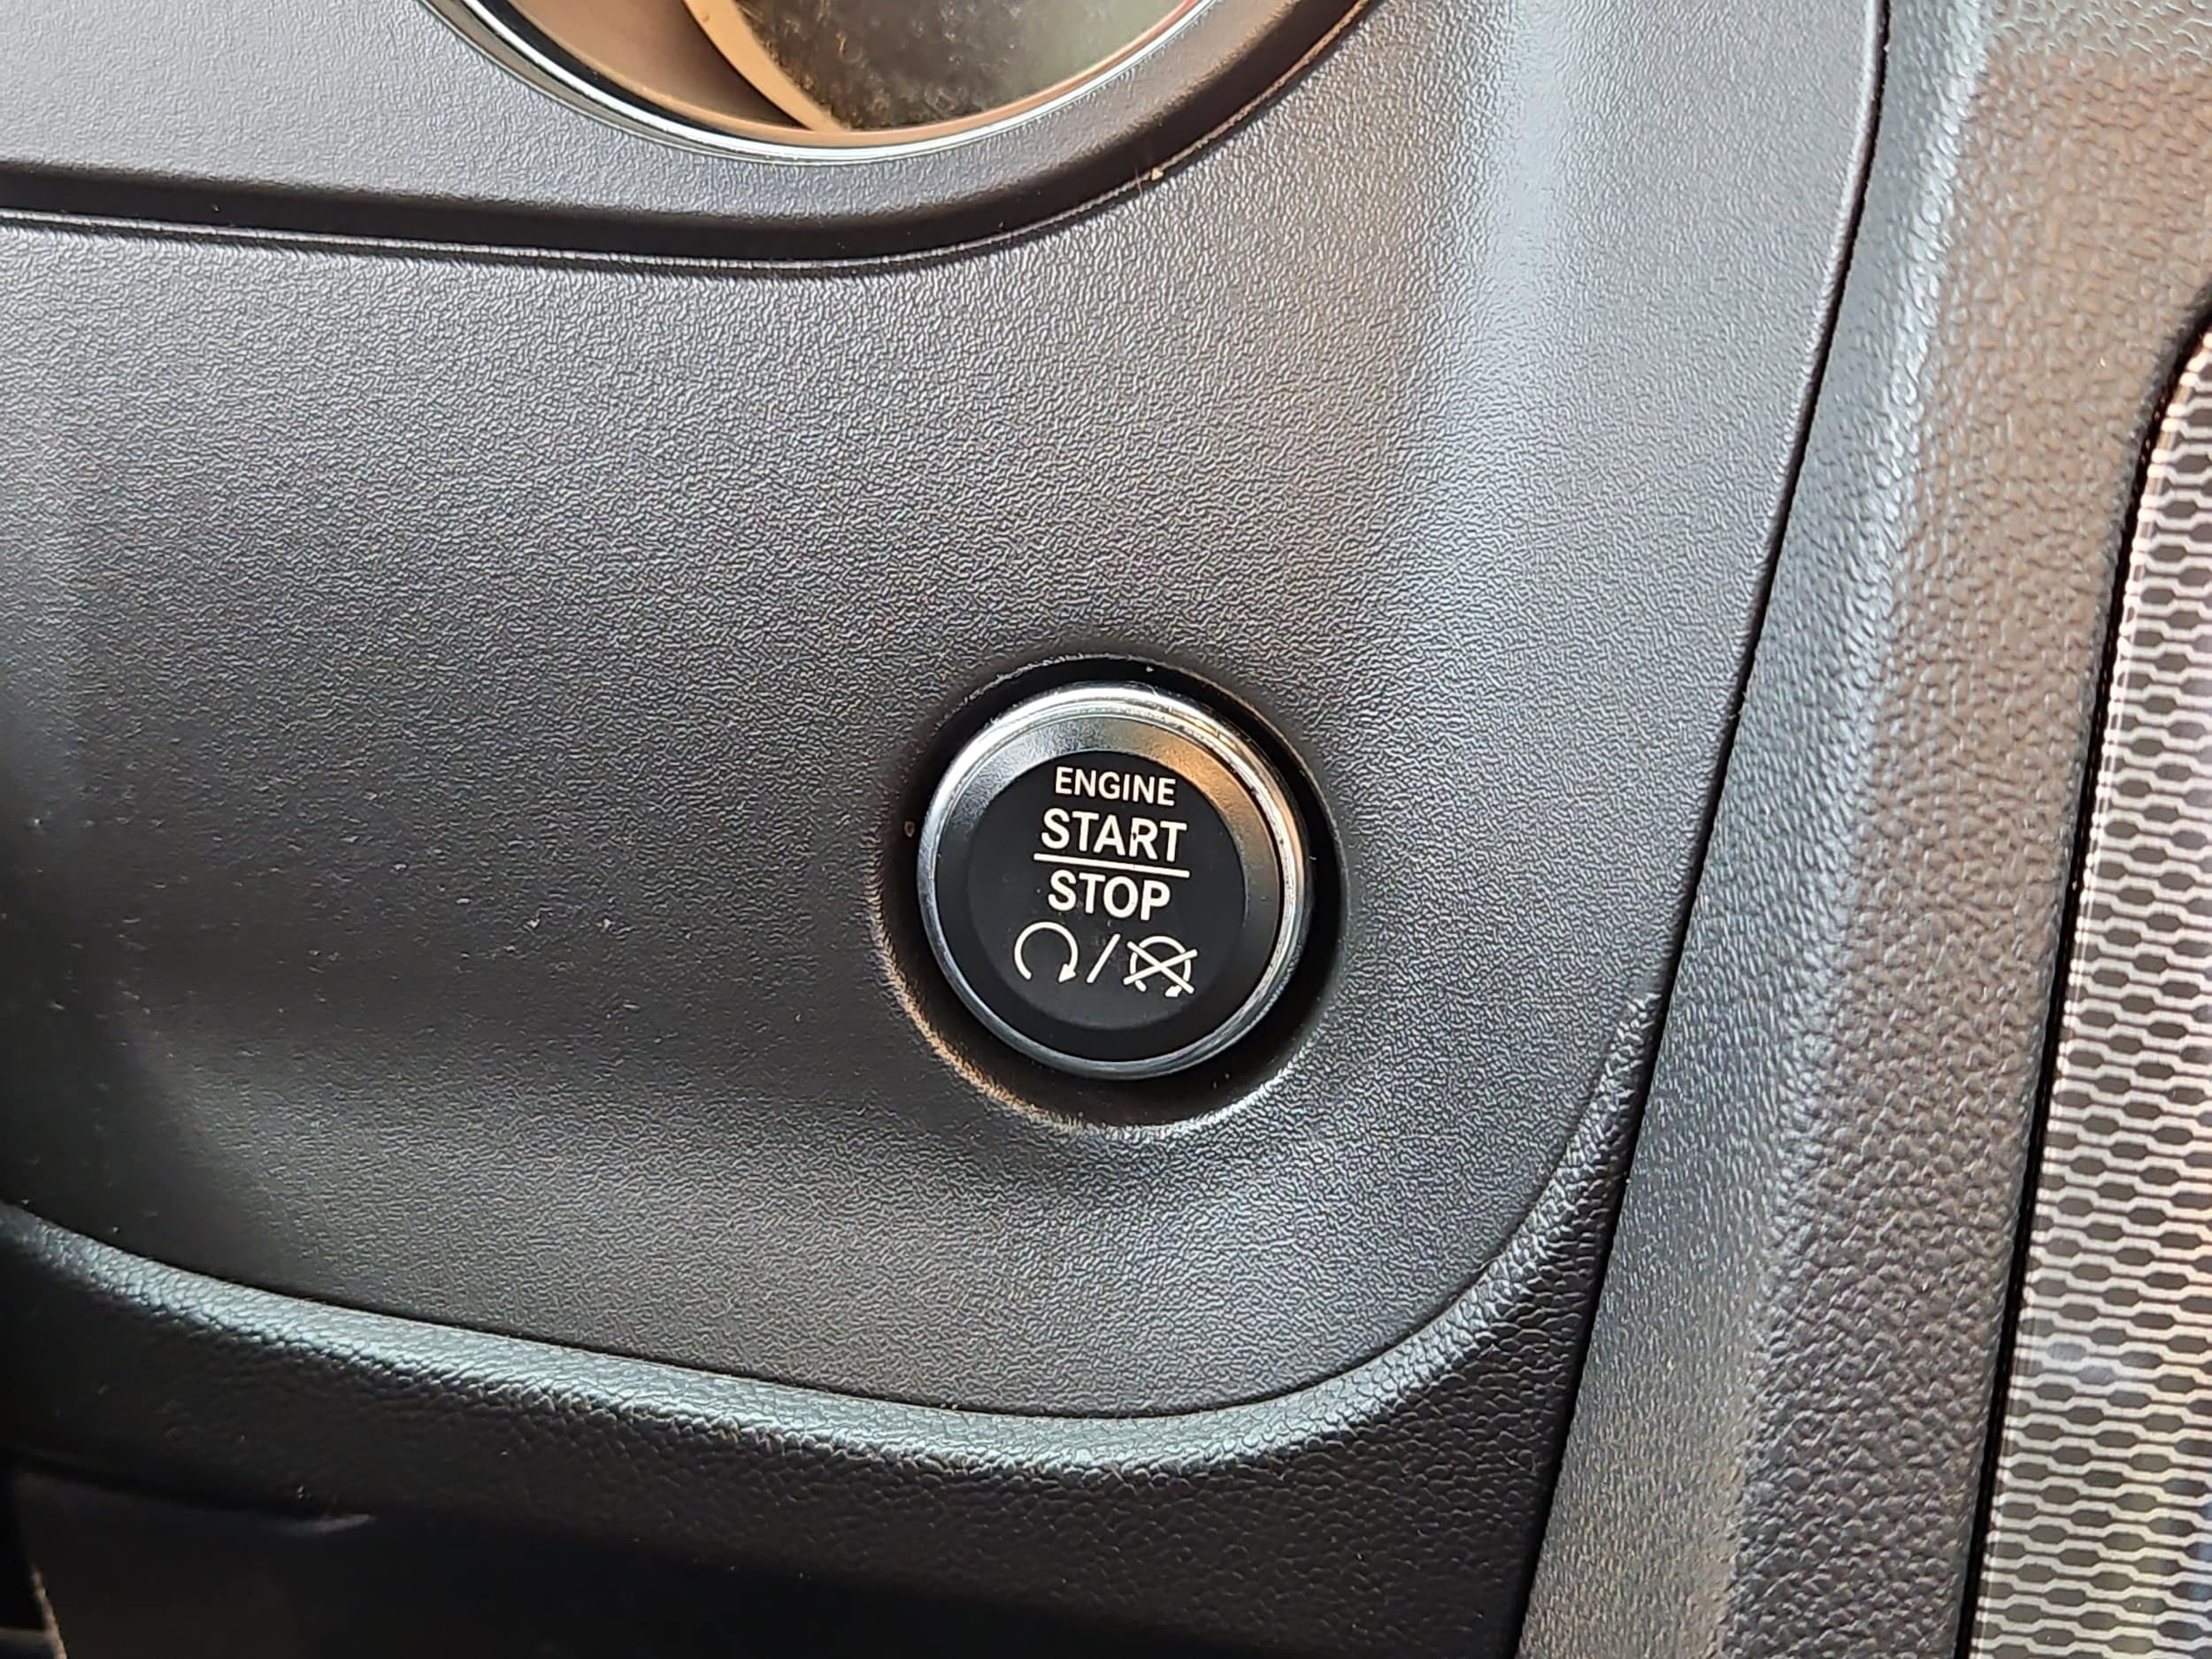 ENGINE
START
STOP
/